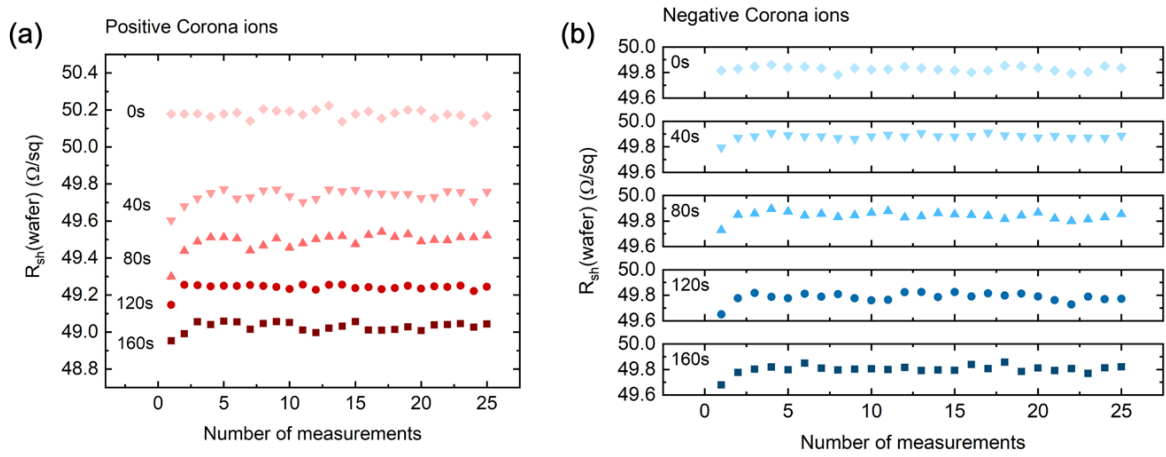 (a)
Positive Corona ions
R_sh(wafer) (Ω/sq)
50.4
50.2
50.0
49.8
49.6
49.4
49.2
49.0
48.8
0s
40s
80s
120s
160s
0 5 10 15 20 25
Number of measurements
(b)
Negative Corona ions
R_sh(wafer) (Ω/sq)
50.0
49.8
0s
49.6
50.0
49.8
40s
49.6
50.0
49.8
80s
49.6
50.0
49.8
120s
49.6
50.0
49.8
160s
49.6
0 5 10 15 20 25
Number of measurements